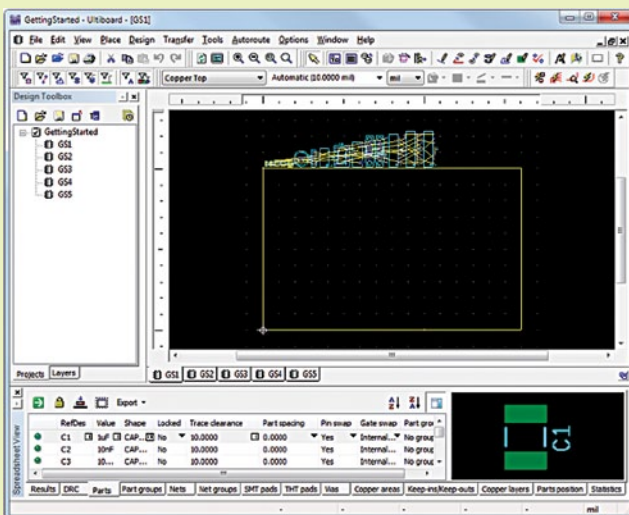 GettingStarted - Ultiboard - [GS1]
File Edit View Place Design Transfer Tools Autoroute Options Window Help
Copper Top Automatic (10.0000 mil) mil
Design Toolbox
GettingStarted
GS1
GS2
GS3
GS4
GS5
Projects Layers
GS1 GS2 GS3 GS4 GS5
Export
RefDes Value Shape Locked Trace clearance Part spacing Pin swap Gate swap Part grou
C1 1uF CAP... No 10.0000 0.0000 Yes Internal... No group
C2 10nF CAP... No 10.0000 0.0000 Yes Internal... No group
C3 10... CAP... No 10.0000 0.0000 Yes Internal... No group
C1
Spreadsheet View
Results DRC Parts Part groups Nets Net groups SMT pads THT pads Vias Copper areas Keep-ins/Keep-outs Copper layers Parts position Statistics
mil